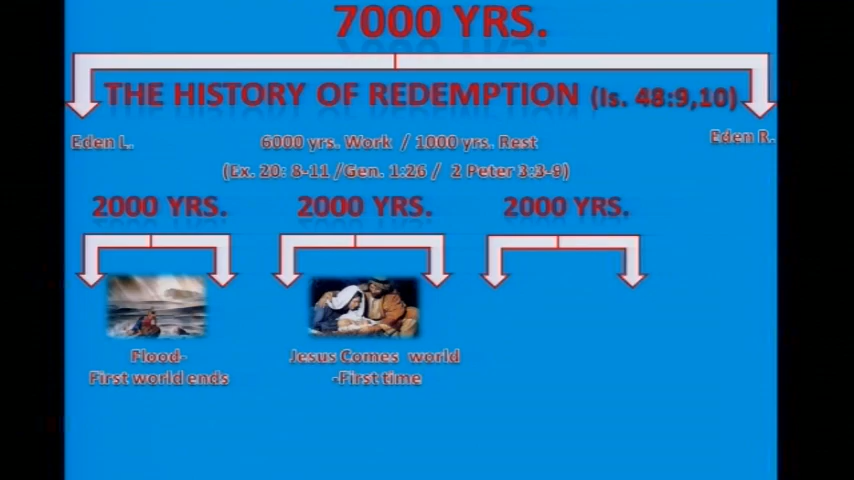 7000 YRS.
THE HISTORY OF REDEMPTION (Is. 48:9,10)
Eden L.
6000 yrs. Work / 1000 yrs. Rest
Eden R.
(Ex. 20: 8-11 /Gen. 1:26 / 2 Peter 3:3-8)
2000 YRS.
2000 YRS.
2000 YRS.
Flood-
First world ends
Jesus Comes world
-First time